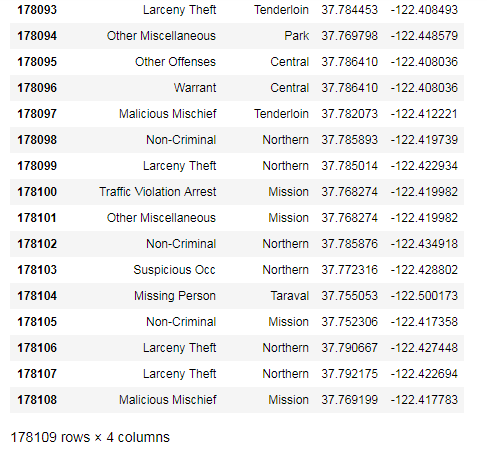 178093 Larceny Theft Tenderloin 37.784453 -122.408493
178094 Other Miscellaneous Park 37.769798 -122.448579
178095 Other Offenses Central 37.786410 -122.408036
178096 Warrant Central 37.786410 -122.408036
178097 Malicious Mischief Tenderloin 37.782073 -122.412221
178098 Non-Criminal Northern 37.785893 -122.419739
178099 Larceny Theft Northern 37.785014 -122.422934
178100 Traffic Violation Arrest Mission 37.768274 -122.419982
178101 Other Miscellaneous Mission 37.768274 -122.419982
178102 Non-Criminal Northern 37.785876 -122.434918
178103 Suspicious Occ Northern 37.772316 -122.428802
178104 Missing Person Taraval 37.755053 -122.500173
178105 Non-Criminal Mission 37.752306 -122.417358
178106 Larceny Theft Northern 37.790667 -122.427448
178107 Larceny Theft Northern 37.792175 -122.422694
178108 Malicious Mischief Mission 37.769199 -122.417783
178109 rows × 4 columns